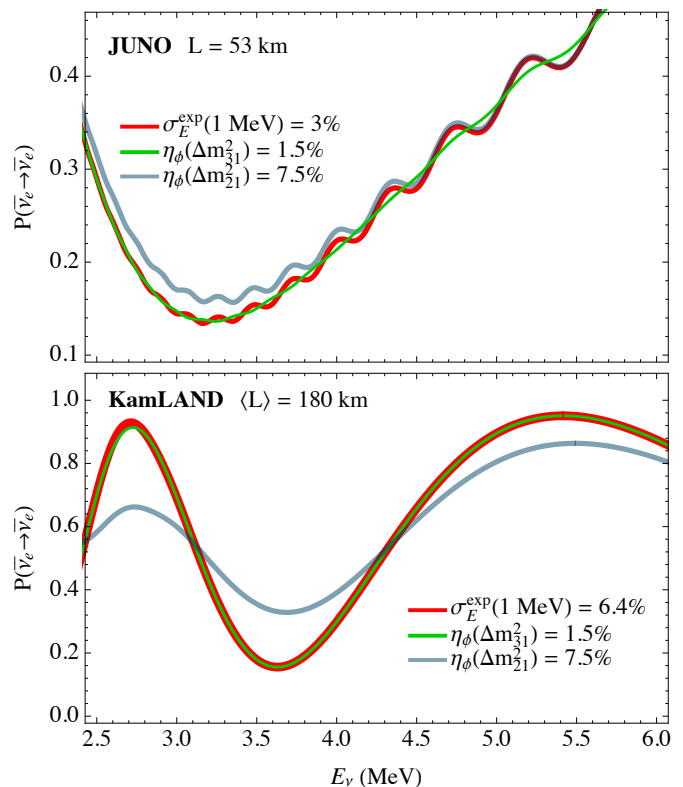 JUNO L = 53 km
σ_E^exp(1 MeV) = 3%
η_ϕ(Δm²₃₁) = 1.5%
η_ϕ(Δm²₂₁) = 7.5%
P(ν̅_e→ν̅_e)
0.4
0.3
0.2
0.1
KamLAND ⟨L⟩ = 180 km
σ_E^exp(1 MeV) = 6.4%
η_ϕ(Δm²₃₁) = 1.5%
η_ϕ(Δm²₂₁) = 7.5%
P(ν̅_e→ν̅_e)
1.0
0.8
0.6
0.4
0.2
0.0
2.5 3.0 3.5 4.0 4.5 5.0 5.5 6.0
E_ν (MeV)